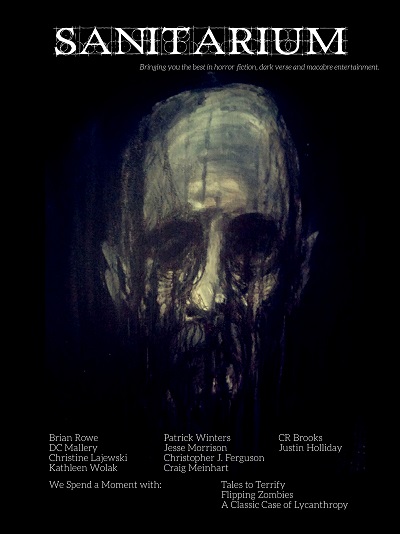 SANITARIUM
Bringing you the best in horror fiction, dark verse and macabre entertainment.
Brian Rowe
DC Mallery
Christine Lajewski
Kathleen Wolak
Patrick Winters
Jesse Morrison
Christopher J. Ferguson
Craig Meinhart
CR Brooks
Justin Holliday
We Spend a Moment with:
Tales to Terrify
Flipping Zombies
A Classic Case of Lycanthropy